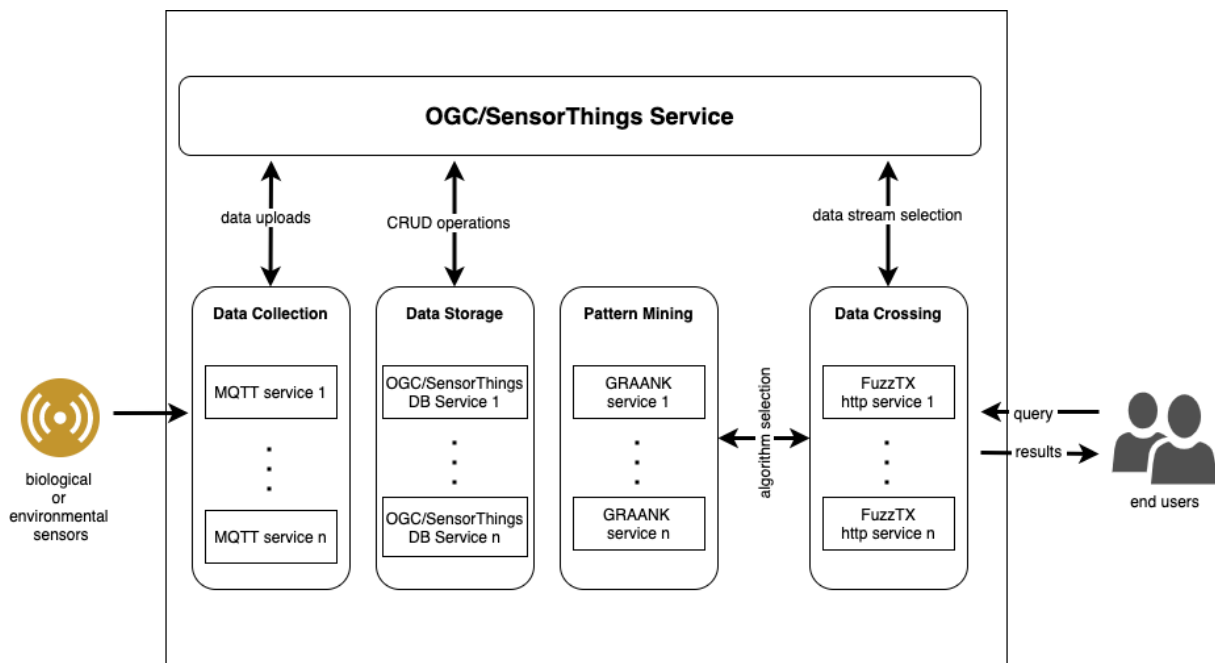 OGC/SensorThings Service
data uploads
CRUD operations
data stream selection
Data Collection
Data Storage
Pattern Mining
Data Crossing
MQTT service 1
OGC/SensorThings
DB Service 1
GRAANK
service 1
FuzzTX
http service 1
algorithm selection
query
results
biological
or
environmental
sensors
end users
MQTT service n
OGC/SensorThings
DB Service n
GRAANK
service n
FuzzTX
http service n